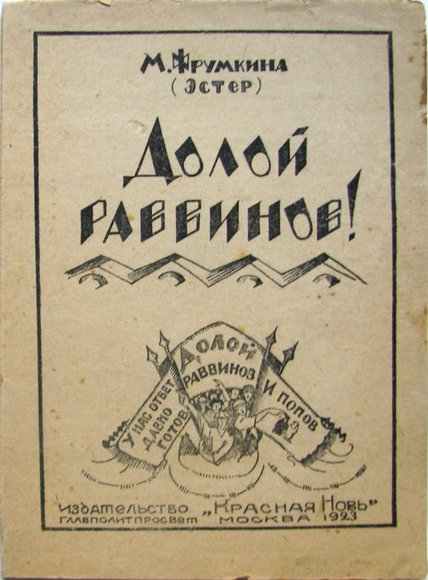 М. ФРУМКИНА
(ЭСТЕР)
ДОЛОЙ
РАВВИНОВ!
У НАС ОТВЕТ
ДАВНО
ГОТОВ
ДОЛОЙ
РАВВИНОВ
И ПОПОВ
ИЗДАТЕЛЬСТВО „КРАСНАЯ НОВЬ"
ГЛАВПОЛИТПРОСВЕТ МОСКВА 1923